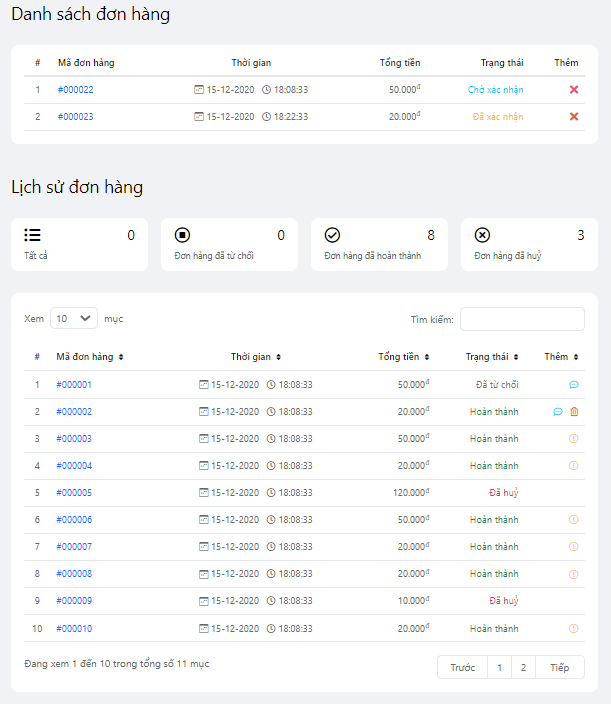 Danh sách đơn hàng
# Mã đơn hàng Thời gian Tổng tiền Trạng thái Thêm
1 #000022 15-12-2020 18:08:33 50.000đ Chờ xác nhận
2 #000023 15-12-2020 18:22:33 20.000đ Đã xác nhận
Lịch sử đơn hàng
0 0 8 3
Tất cả Đơn hàng đã từ chối Đơn hàng đã hoàn thành Đơn hàng đã huỷ
Xem 10 mục Tìm kiếm:
# Mã đơn hàng Thời gian Tổng tiền Trạng thái Thêm
1 #000001 15-12-2020 18:08:33 50.000đ Đã từ chối
2 #000002 15-12-2020 18:08:33 20.000đ Hoàn thành
3 #000003 15-12-2020 18:08:33 50.000đ Hoàn thành
4 #000004 15-12-2020 18:08:33 20.000đ Hoàn thành
5 #000005 15-12-2020 18:08:33 120.000đ Đã huỷ
6 #000006 15-12-2020 18:08:33 50.000đ Hoàn thành
7 #000007 15-12-2020 18:08:33 20.000đ Hoàn thành
8 #000008 15-12-2020 18:08:33 20.000đ Hoàn thành
9 #000009 15-12-2020 18:08:33 10.000đ Đã huỷ
10 #000010 15-12-2020 18:08:33 20.000đ Hoàn thành
Đang xem 1 đến 10 trong tổng số 11 mục Trước 1 2 Tiếp